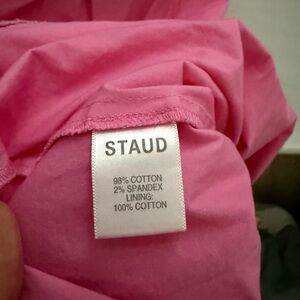 STAUD
98% COTTON
2% SPANDEX
LINING:
100% COTTON